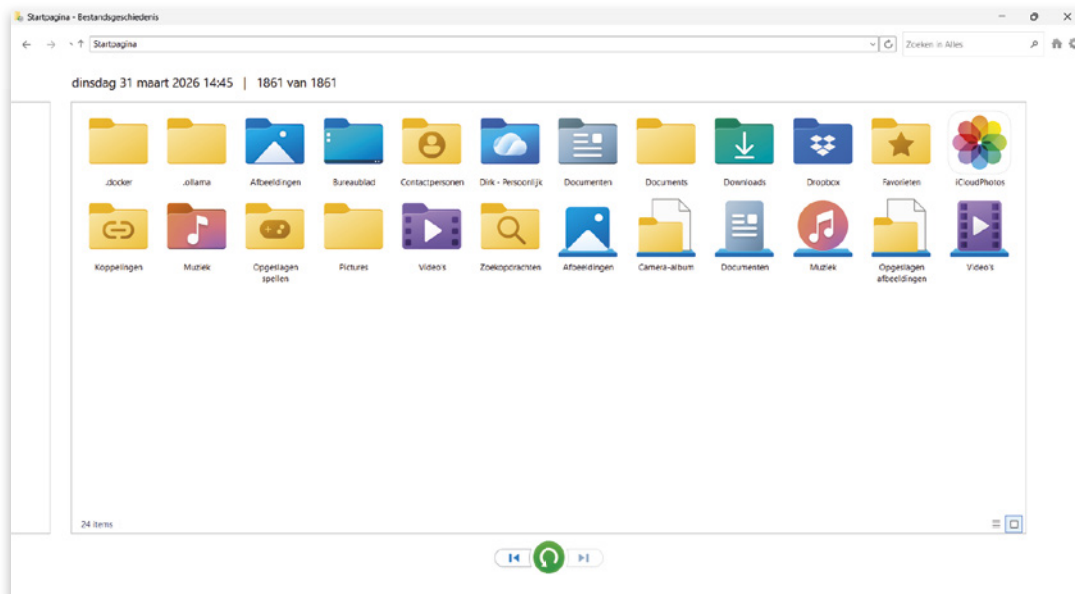 Startpagina - Bestandsgeschiedenis
Startpagina
Zoeken in Alles
dinsdag 31 maart 2026 14:45 | 1861 van 1861
.docker
.ollama
Afbeeldingen
Bureaublad
Contactpersonen
Dirk - Persoonlijk
Documenten
Documents
Downloads
Dropbox
Favorieten
iCloudPhotos
Koppelingen
Muziek
Opgeslagen
spellen
Pictures
Video's
Zoekopdrachten
Afbeeldingen
Camera-album
Documenten
Muziek
Opgeslagen
afbeeldingen
Video's
24 items